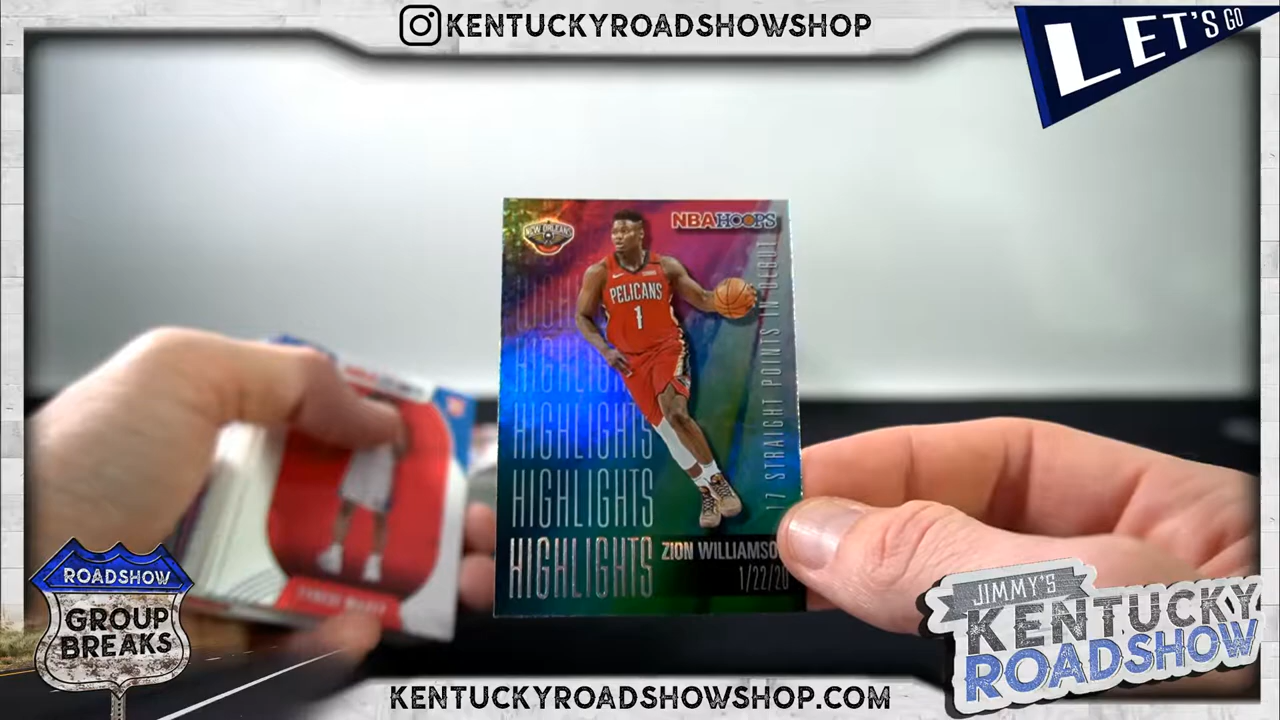 KENTUCKYROADSHOWSHOP
LET'S GO
NEW ORLEANS
NBA HOOPS
PELICANS
1
17 STRAIGHT POINTS IN DEBUT
HIGHLIGHTS
HIGHLIGHTS
HIGHLIGHTS
HIGHLIGHTS
HIGHLIGHTS
ZION WILLIAMSO
1/22/20
ROADSHOW
GROUP
BREAKS
JIMMY'S
KENTUCKY
ROADSHOW
KENTUCKYROADSHOWSHOP.COM